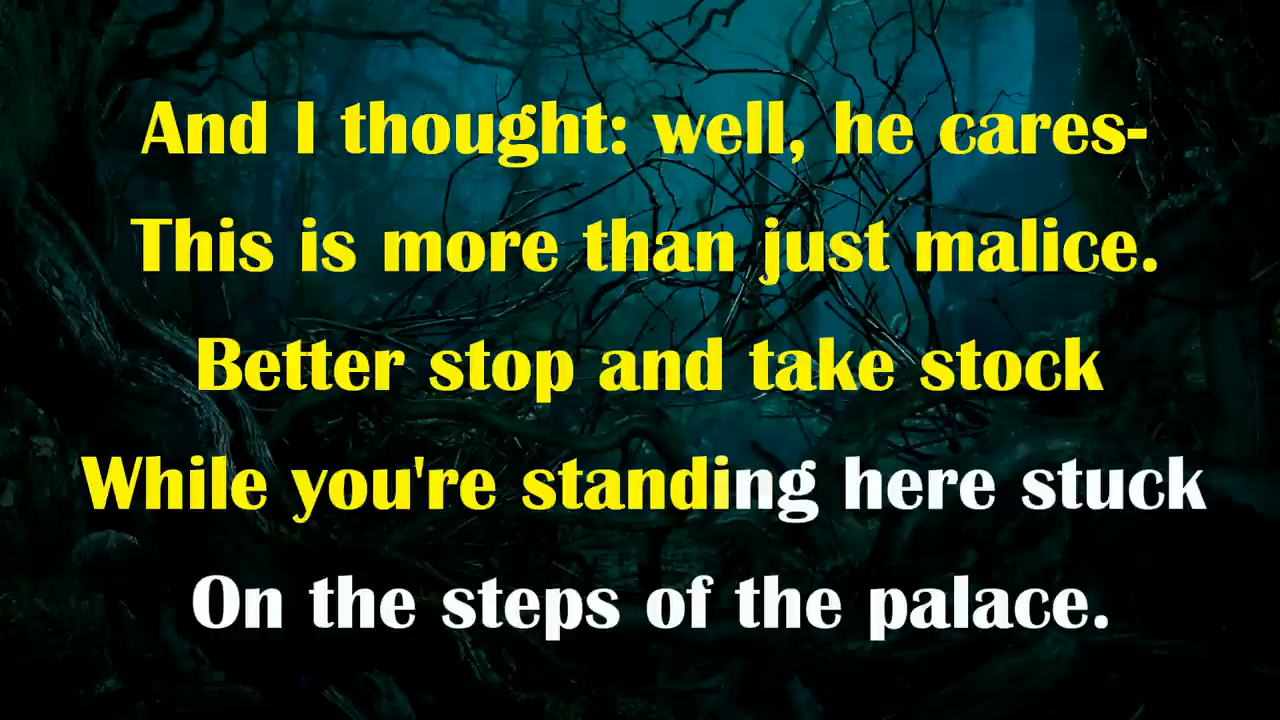 And I thought: well, he cares-
This is more than just malice.
Better stop and take stock
While you're standing here stuck
On the steps of the palace.